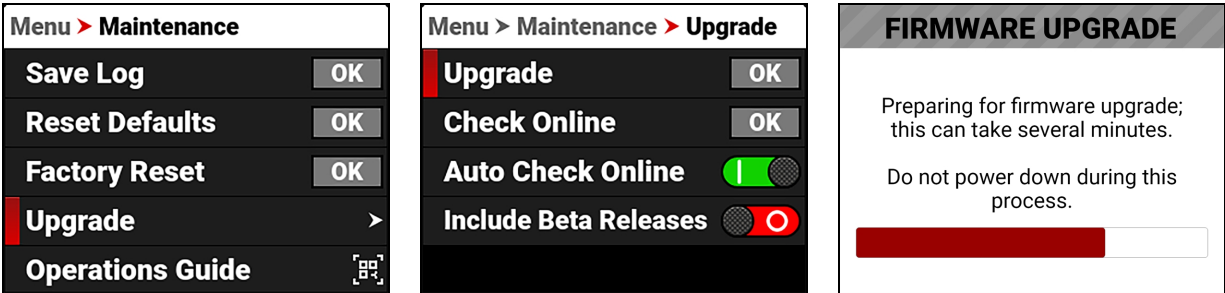 Menu ➤ Maintenance
Save Log OK
Reset Defaults OK
Factory Reset OK
Upgrade ➤
Operations Guide
Menu ➤ Maintenance ➤ Upgrade
Upgrade OK
Check Online OK
Auto Check Online
Include Beta Releases
FIRMWARE UPGRADE
Preparing for firmware upgrade;
this can take several minutes.
Do not power down during this
process.